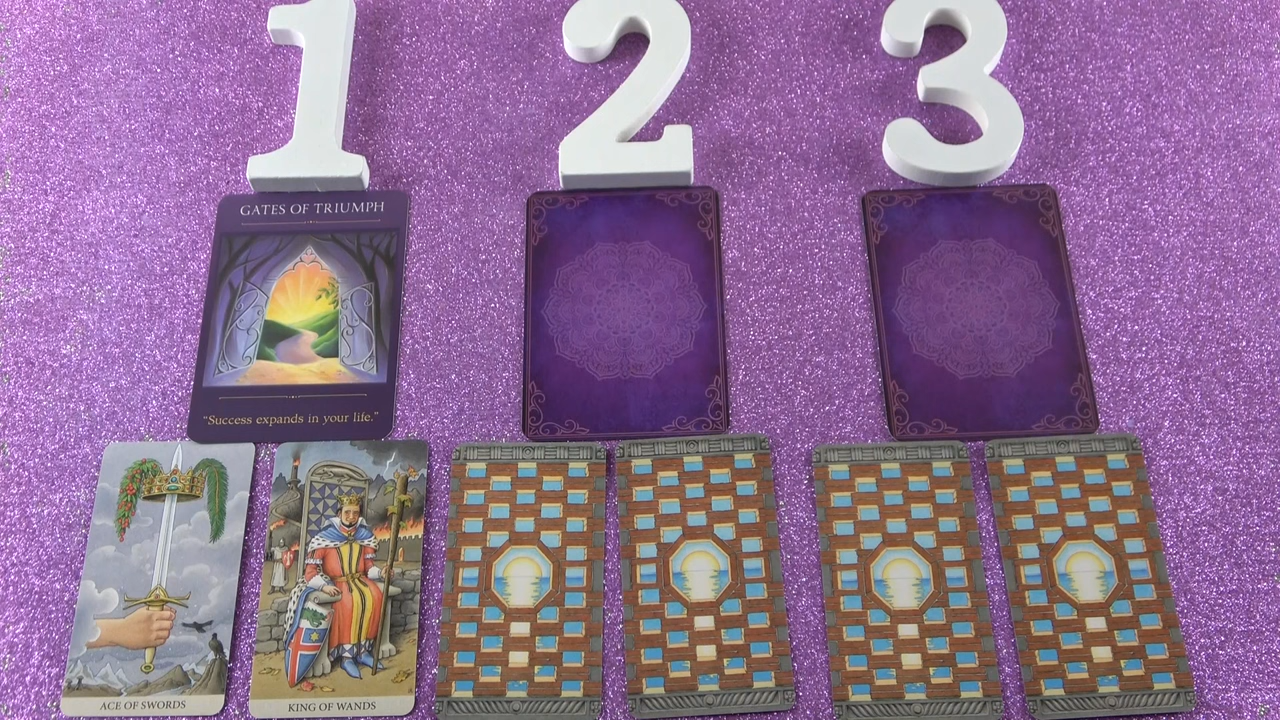 1
2
3
GATES OF TRIUMPH
"Success expands in your life."
ACE OF SWORDS
KING OF WANDS